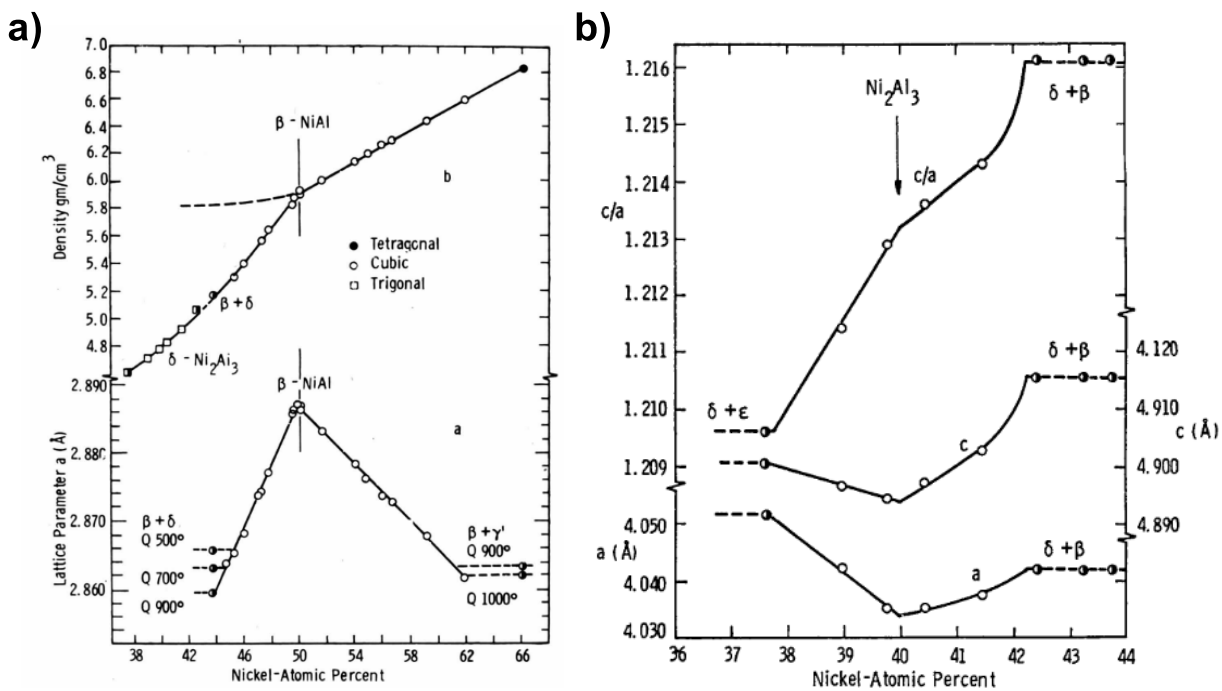 a)
7.0
6.8
6.6
6.4
6.2
6.0
5.8
5.6
5.4
5.2
5.0
4.8
2.890
2.880
2.870
2.860
Density gm/cm³
Lattice Parameter a (Å)
β - NiAl
b
● Tetragonal
○ Cubic
□ Trigonal
β + δ
δ - Ni₂Ai₃
β - NiAl
a
β + δ
Q 500°
Q 700°
Q 900°
β + γ'
Q 900°
Q 1000°
38 42 46 50 54 58 62 66
Nickel-Atomic Percent
b)
1.216
1.215
1.214
1.213
1.212
1.211
1.210
1.209
4.050
4.040
4.030
c/a
a (Å)
Ni₂Al₃
c/a
δ + β
δ + ε
δ + β
c
δ + β
a
4.120
4.910
4.900
4.890
c (Å)
36 37 38 39 40 41 42 43 44
Nickel-Atomic Percent